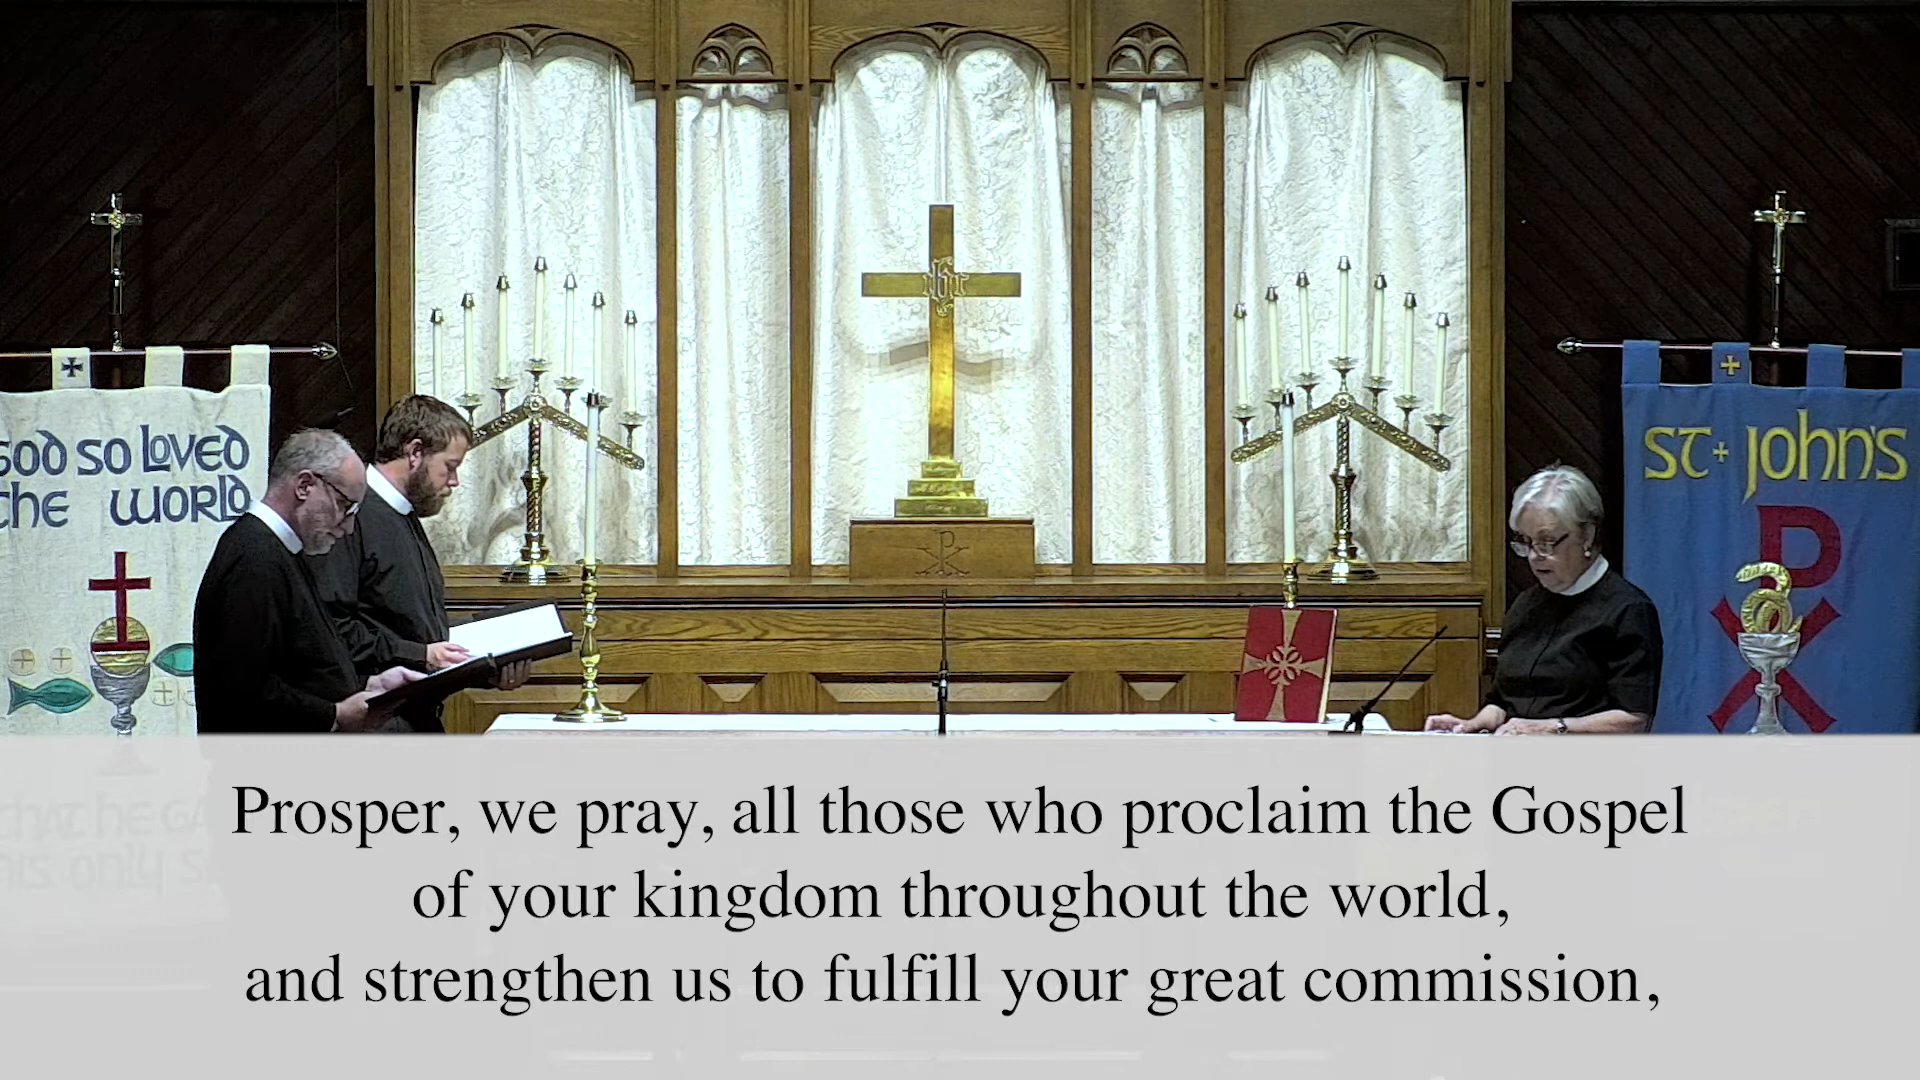 GOD SO LOVED
THE WORLD
ST+JOHN'S
Prosper, we pray, all those who proclaim the Gospel
of your kingdom throughout the world,
and strengthen us to fulfill your great commission,